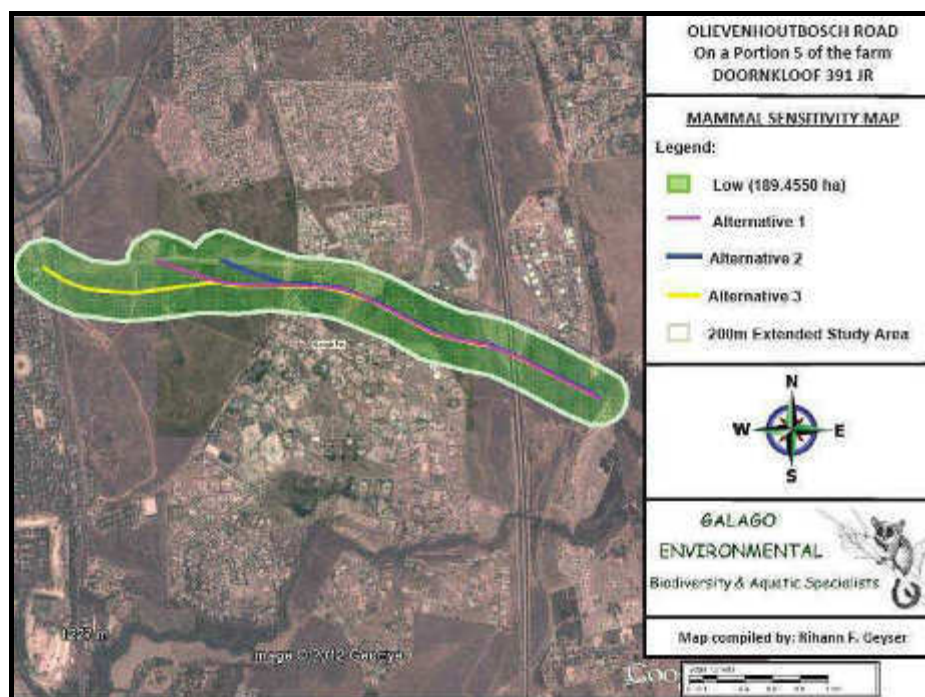 OLIEVENHOUTBOSCH ROAD
On a Portion 5 of the farm
DOORNKLOOF 391 JR
MAMMAL SENSITIVITY MAP
Legend:
Low (189.4550 ha)
Alternative 1
Alternative 2
Alternative 3
200m Extended Study Area
N
W E
S
GALAGO
ENVIRONMENTAL
Biodiversity & Aquatic Specialists
Map compiled by: Rihann F. Geyser
Image © 2012 GeoEye